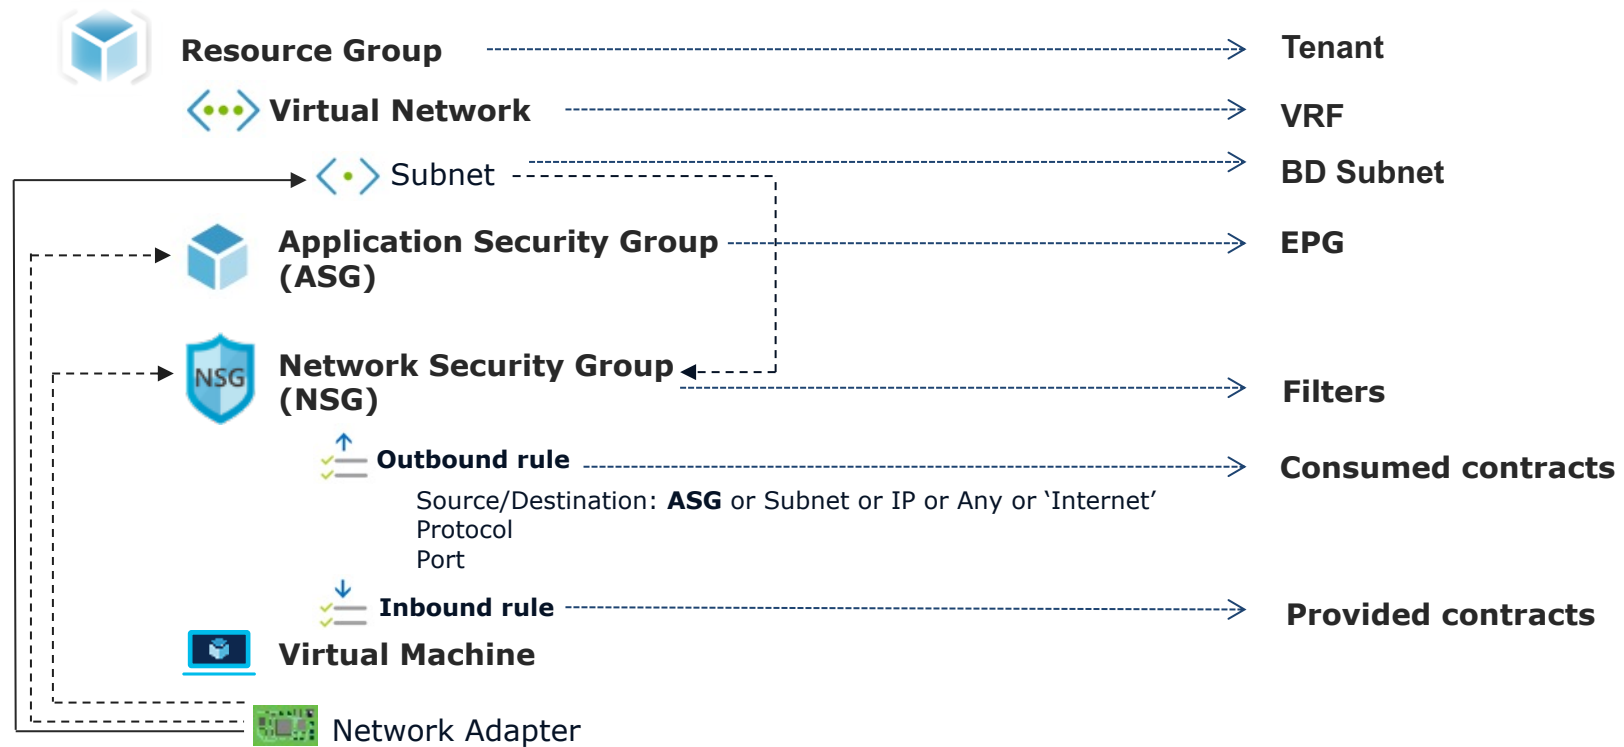 Resource Group
Tenant
Virtual Network
VRF
Subnet
BD Subnet
Application Security Group
(ASG)
EPG
NSG
Network Security Group
(NSG)
Filters
Outbound rule
Consumed contracts
Source/Destination: ASG or Subnet or IP or Any or ‘Internet’
Protocol
Port
Inbound rule
Provided contracts
Virtual Machine
Network Adapter